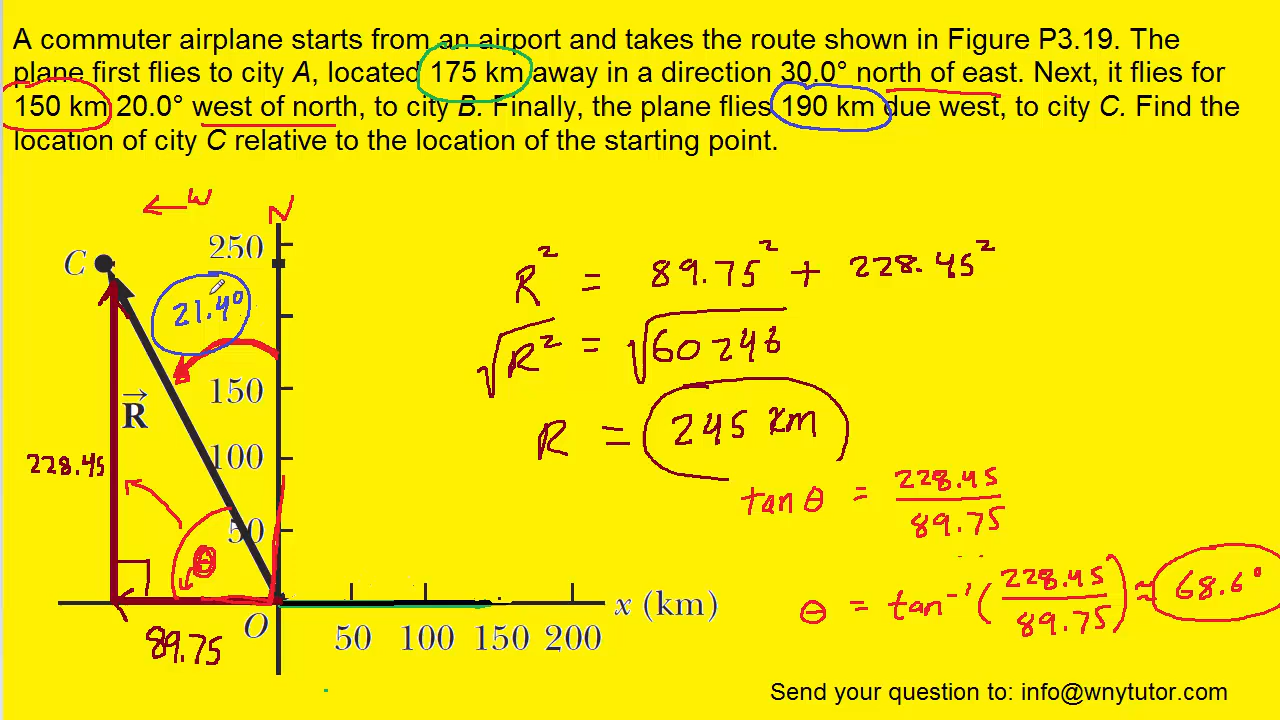 A commuter airplane starts from an airport and takes the route shown in Figure P3.19. The
plane first flies to city A, located 175 km away in a direction 30.0° north of east. Next, it flies for
150 km 20.0° west of north, to city B. Finally, the plane flies 190 km due west, to city C. Find the
location of city C relative to the location of the starting point.
← W
N
C
250
21.4°
150
R
100
228.45
50
θ
O
50 100 150 200
x (km)
89.75
R² = 89.75² + 228.45²
√R² = √60246
R = 245 km
tan θ = 228.45
89.75
θ = tan⁻¹ (228.45
89.75) ≈ 68.6°
Send your question to: info@wnytutor.com